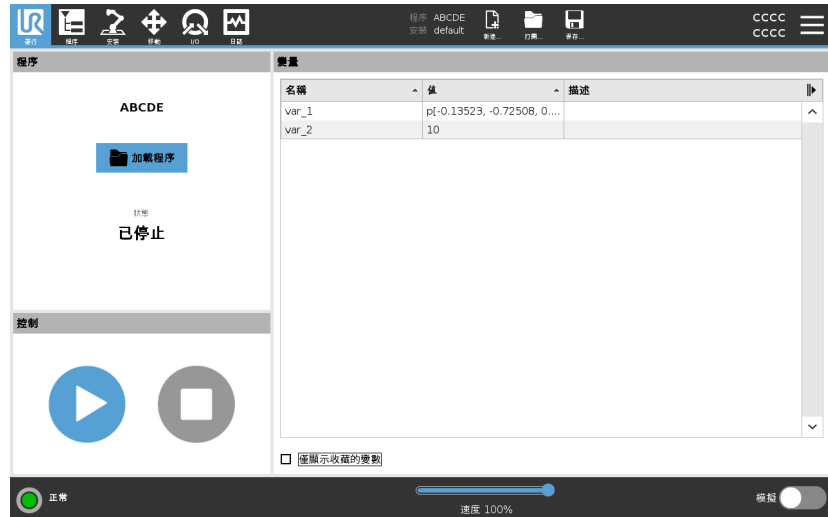 UR
運行
程序
安裝
移動
I/O
日誌
程序 ABCDE
安裝 default
新建...
打開...
保存...
CCCC
CCCC
程序
ABCDE
加載程序
狀態
已停止
控制
變量
名稱
值
描述
var_1
p[-0.13523, -0.72508, 0....
var_2
10
僅顯示收藏的變數
正常
速度 100%
模擬